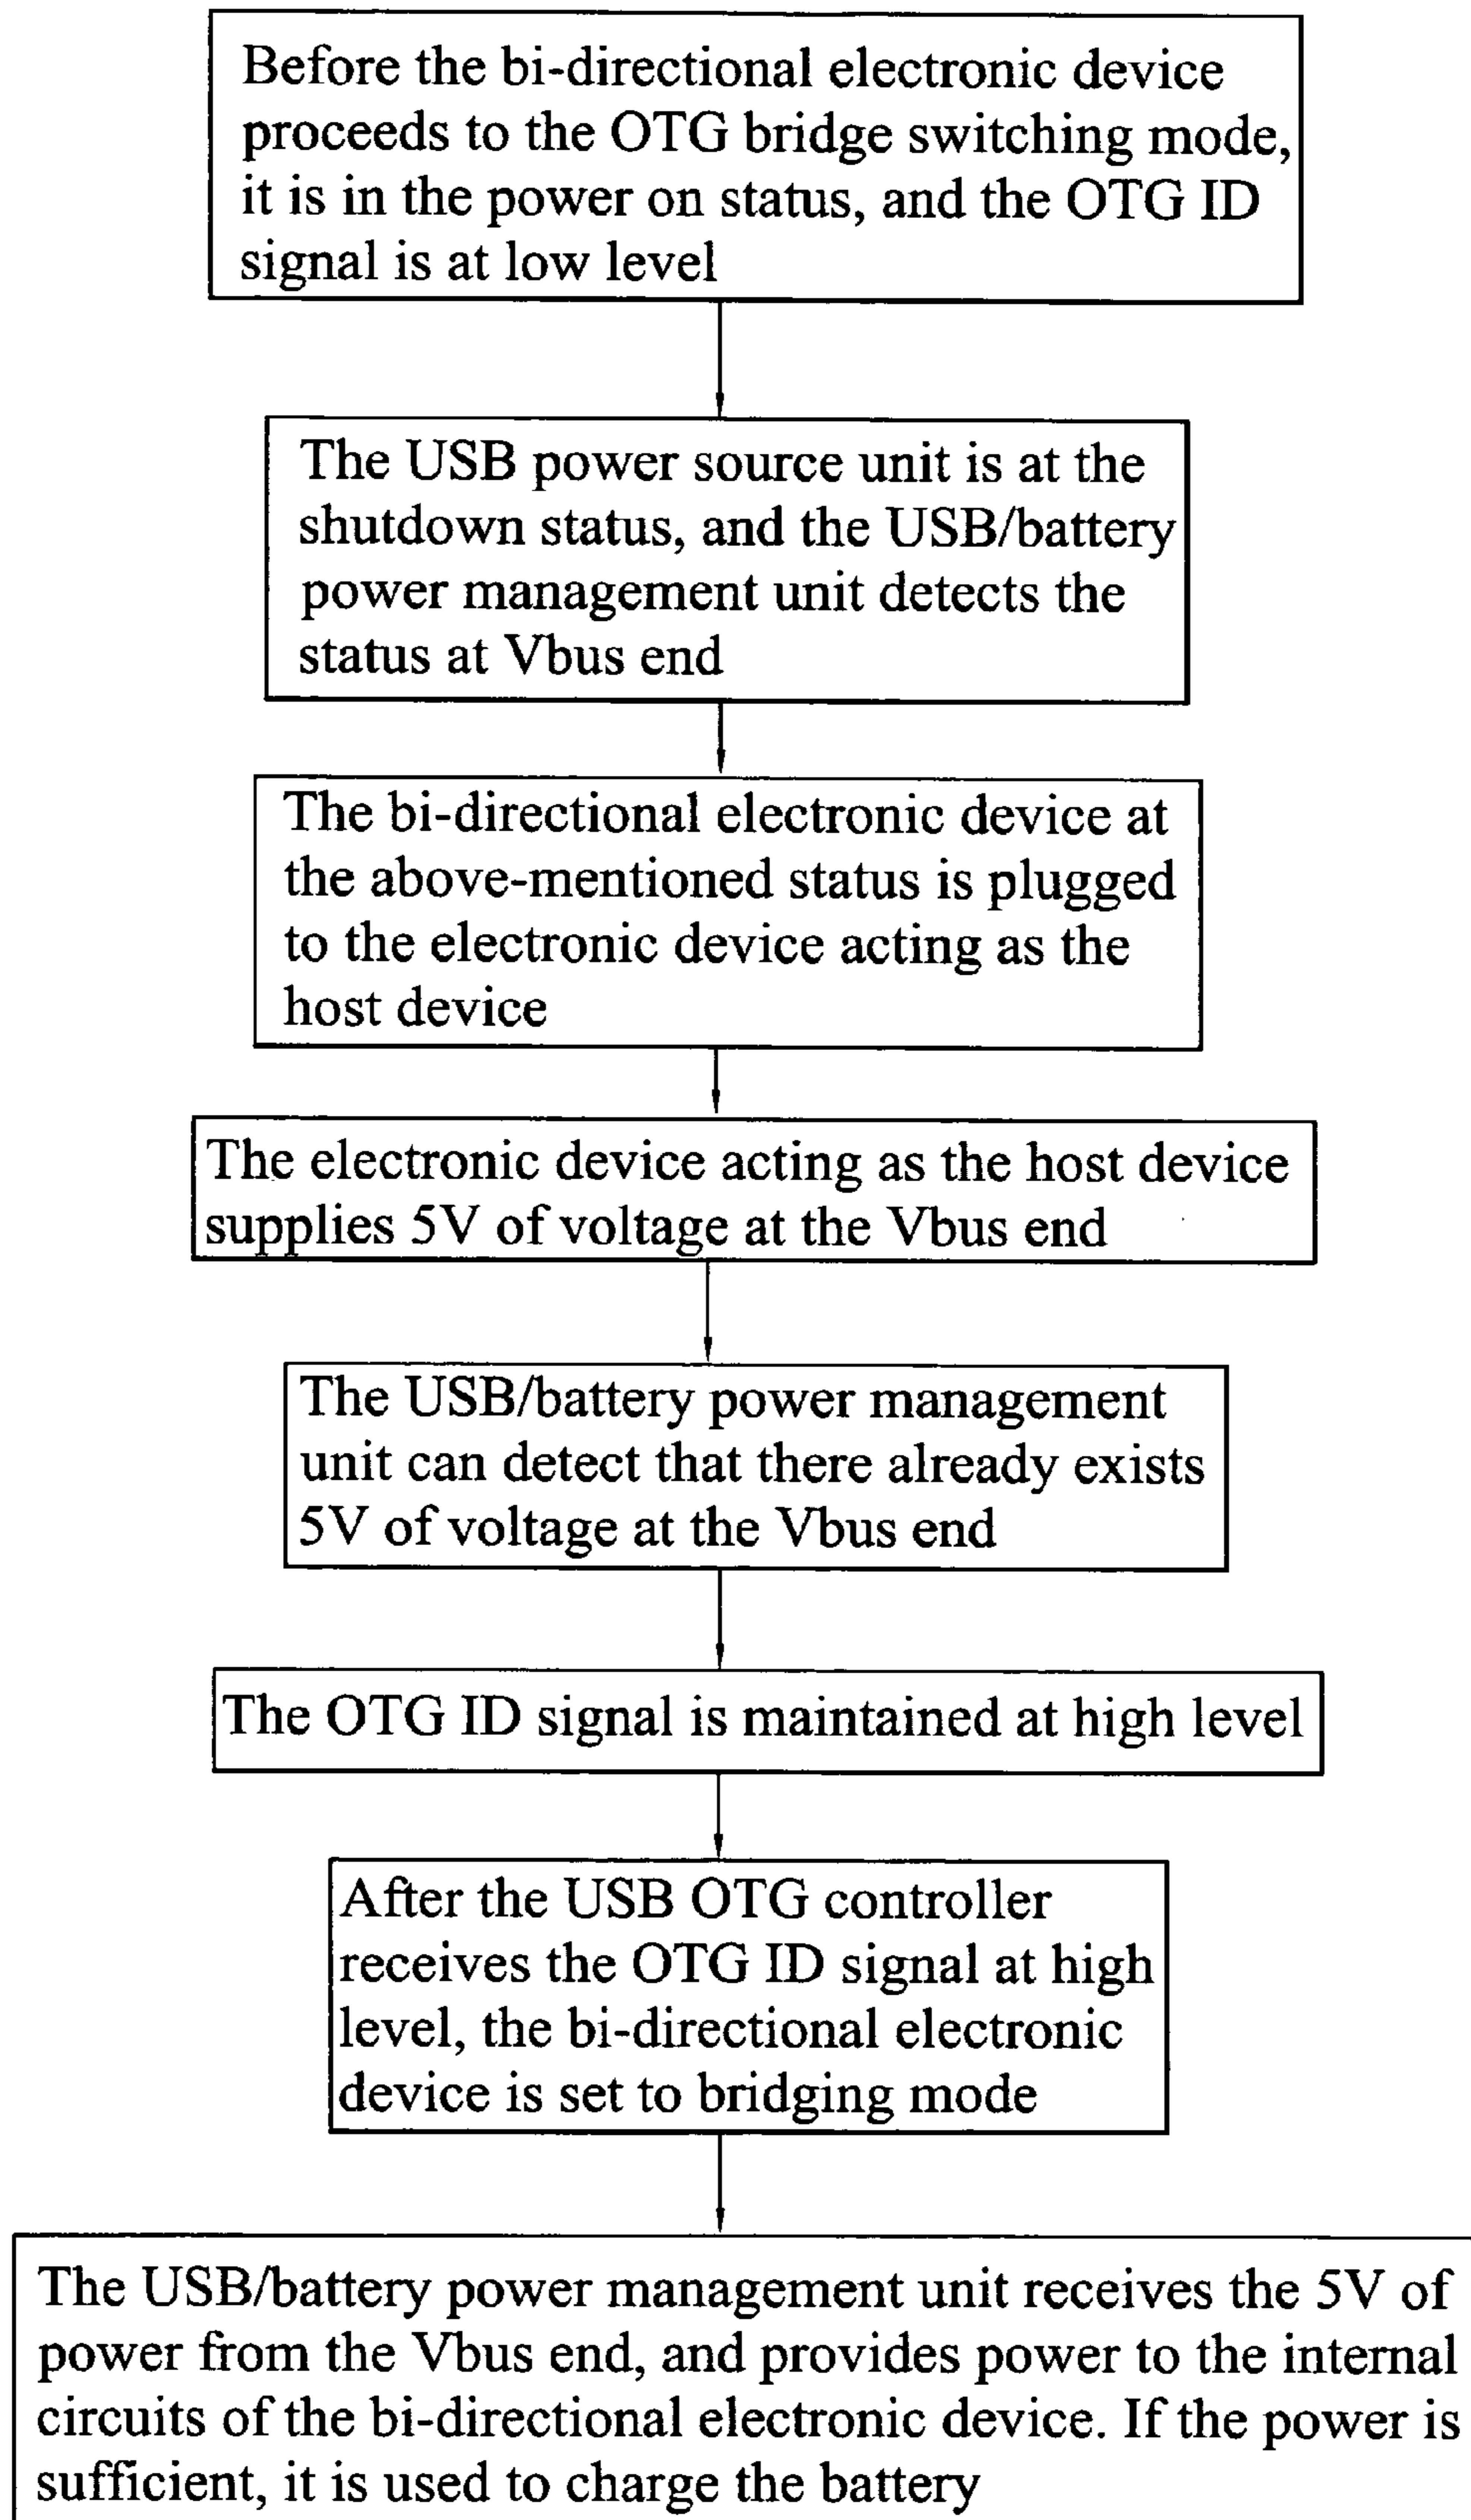 Before the bi-directional electronic device
proceeds to the OTG bridge switching mode,
it is in the power on status, and the OTG ID
signal is at low level
The USB power source unit is at the
shutdown status, and the USB/battery
power management unit detects the
status at Vbus end
The bi-directional electronic device at
the above-mentioned status is plugged
to the electronic device acting as the
host device
The electronic device acting as the host device
supplies 5V of voltage at the Vbus end
The USB/battery power management
unit can detect that there already exists
5V of voltage at the Vbus end
The OTG ID signal is maintained at high level
After the USB OTG controller
receives the OTG ID signal at high
level, the bi-directional electronic
device is set to bridging mode
The USB/battery power management unit receives the 5V of
power from the Vbus end, and provides power to the internal
circuits of the bi-directional electronic device. If the power is
sufficient, it is used to charge the battery